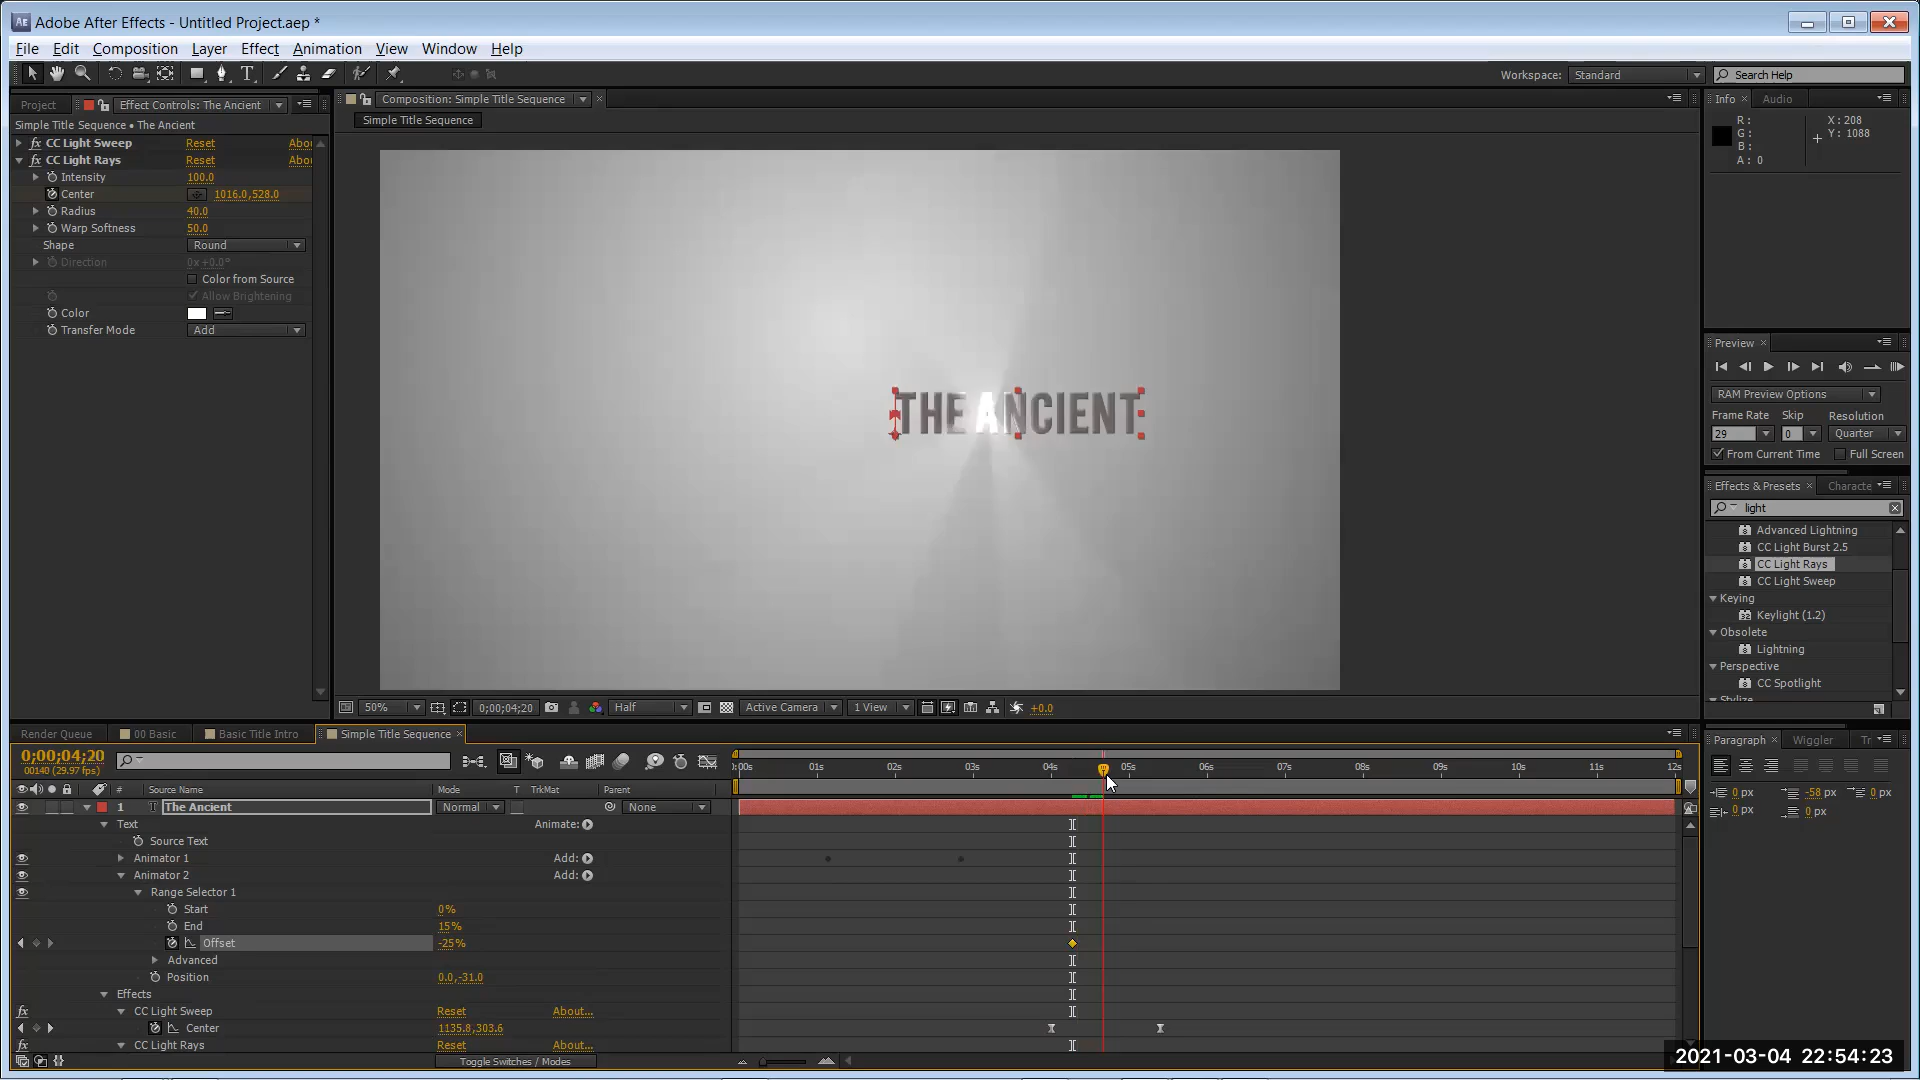 Adobe After Effects - Untitled Project.aep *
File Edit Composition Layer Effect Animation View Window Help
Workspace: Standard Search Help
Project Effect Controls: The Ancient
Composition: Simple Title Sequence
Info Audio
Simple Title Sequence • The Ancient
Simple Title Sequence
R:
G:
B:
A: 0
X: 208
Y: 1088
CC Light Sweep Reset Abou
CC Light Rays Reset Abou
Intensity 100.0
Center 1016.0,528.0
Radius 40.0
Warp Softness 50.0
Shape Round
Direction 0x +0.0°
Color from Source
Allow Brightening
Color
Transfer Mode Add
THE ANCIENT
Preview
RAM Preview Options
Frame Rate Skip Resolution
29 0 Quarter
From Current Time Full Screen
Effects & Presets Characte
light
Advanced Lightning
CC Light Burst 2.5
CC Light Rays
CC Light Sweep
Keying
Keylight (1.2)
Obsolete
Lightning
Perspective
CC Spotlight
Stylize
50% 0;00;04;20 Half Active Camera 1 View +0.0
Render Queue 00 Basic Basic Title Intro Simple Title Sequence
Paragraph Wiggler Tr
0;00;04;20
00140 (29.97 fps)
:00s 01s 02s 03s 04s 05s 06s 07s 08s 09s 10s 11s 12s
# Source Name Mode T TrkMat Parent
0 px -58 px 0 px
0 px 0 px
1 T The Ancient Normal None
Text Animate:
Source Text
Animator 1 Add:
Animator 2 Add:
Range Selector 1
Start 0%
End 15%
Offset -25%
Advanced
Position 0.0,-31.0
Effects
CC Light Sweep Reset About...
Center 1135.8,303.6
CC Light Rays Reset About...
Toggle Switches / Modes
2021-03-04 22:54:23